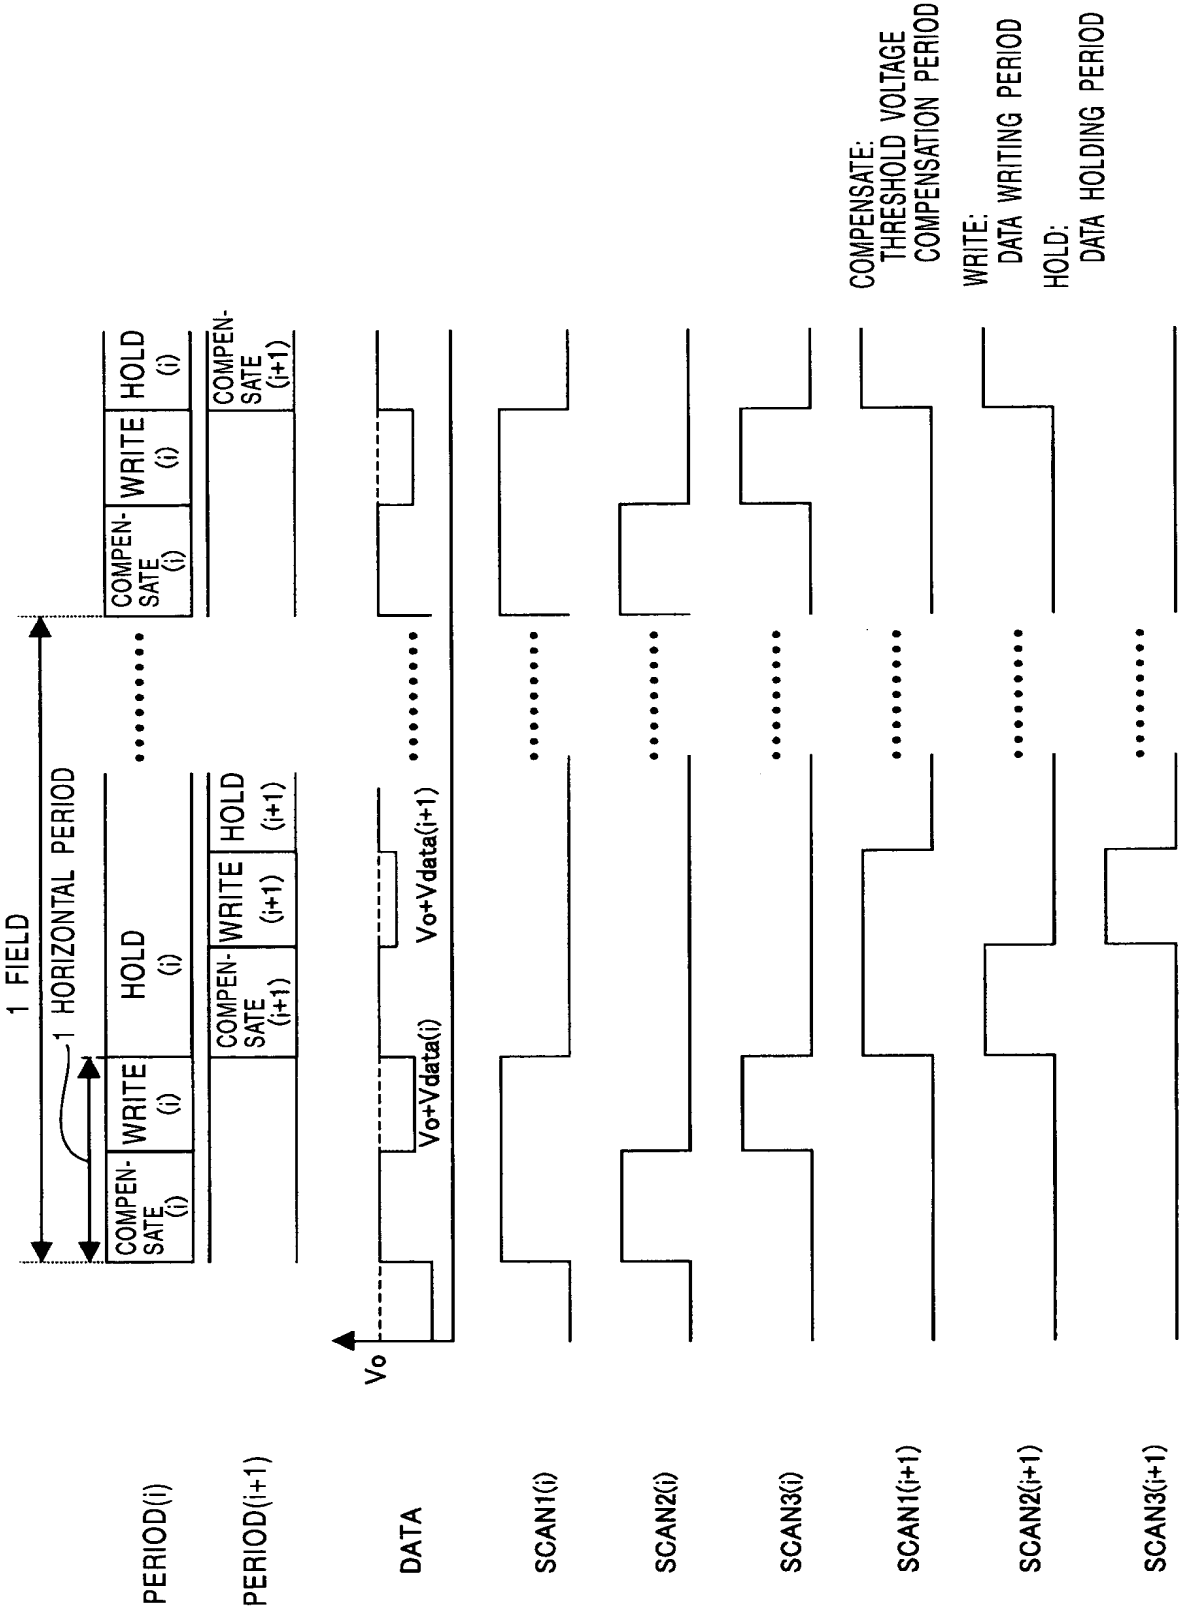 1 FIELD
1 HORIZONTAL PERIOD
PERIOD(i)
COMPEN-
SATE
(i)
WRITE
(i)
HOLD
(i)
COMPEN-
SATE
(i)
WRITE
(i)
HOLD
(i)
PERIOD(i+1)
COMPEN-
SATE
(i+1)
WRITE
(i+1)
HOLD
(i+1)
COMPEN-
SATE
(i+1)
DATA
Vo
Vo+Vdata(i)
Vo+Vdata(i+1)
SCAN1(i)
SCAN2(i)
SCAN3(i)
SCAN1(i+1)
SCAN2(i+1)
SCAN3(i+1)
COMPENSATE:
THRESHOLD VOLTAGE
COMPENSATION PERIOD
WRITE:
DATA WRITING PERIOD
HOLD:
DATA HOLDING PERIOD